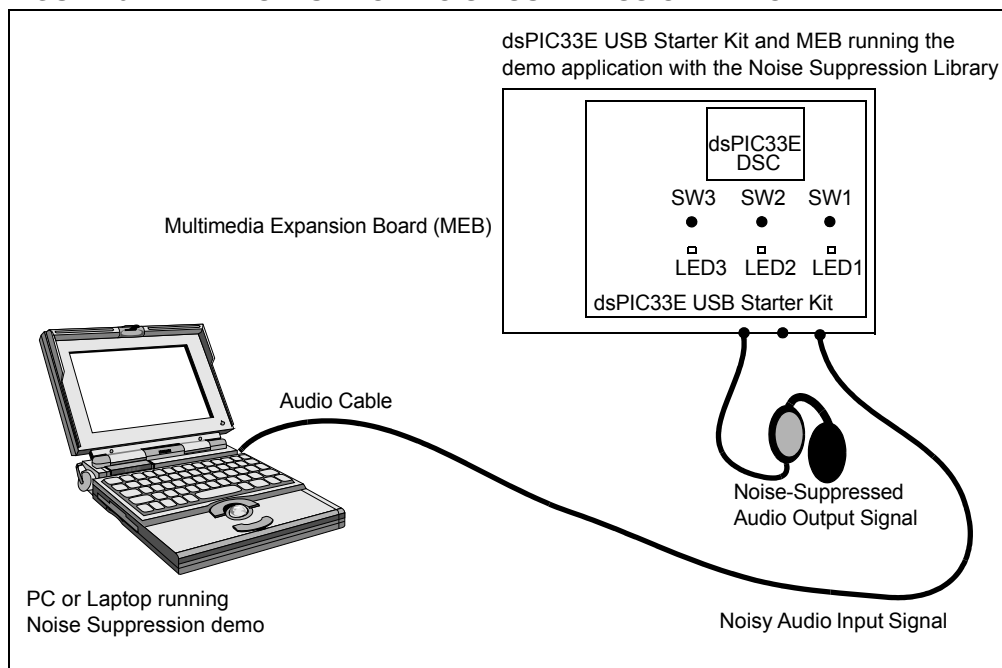 dsPIC33E USB Starter Kit and MEB running the
demo application with the Noise Suppression Library
dsPIC33E
DSC
SW3 SW2 SW1
Multimedia Expansion Board (MEB)
LED3 LED2 LED1
dsPIC33E USB Starter Kit
Audio Cable
Noise-Suppressed
Audio Output Signal
PC or Laptop running
Noise Suppression demo
Noisy Audio Input Signal